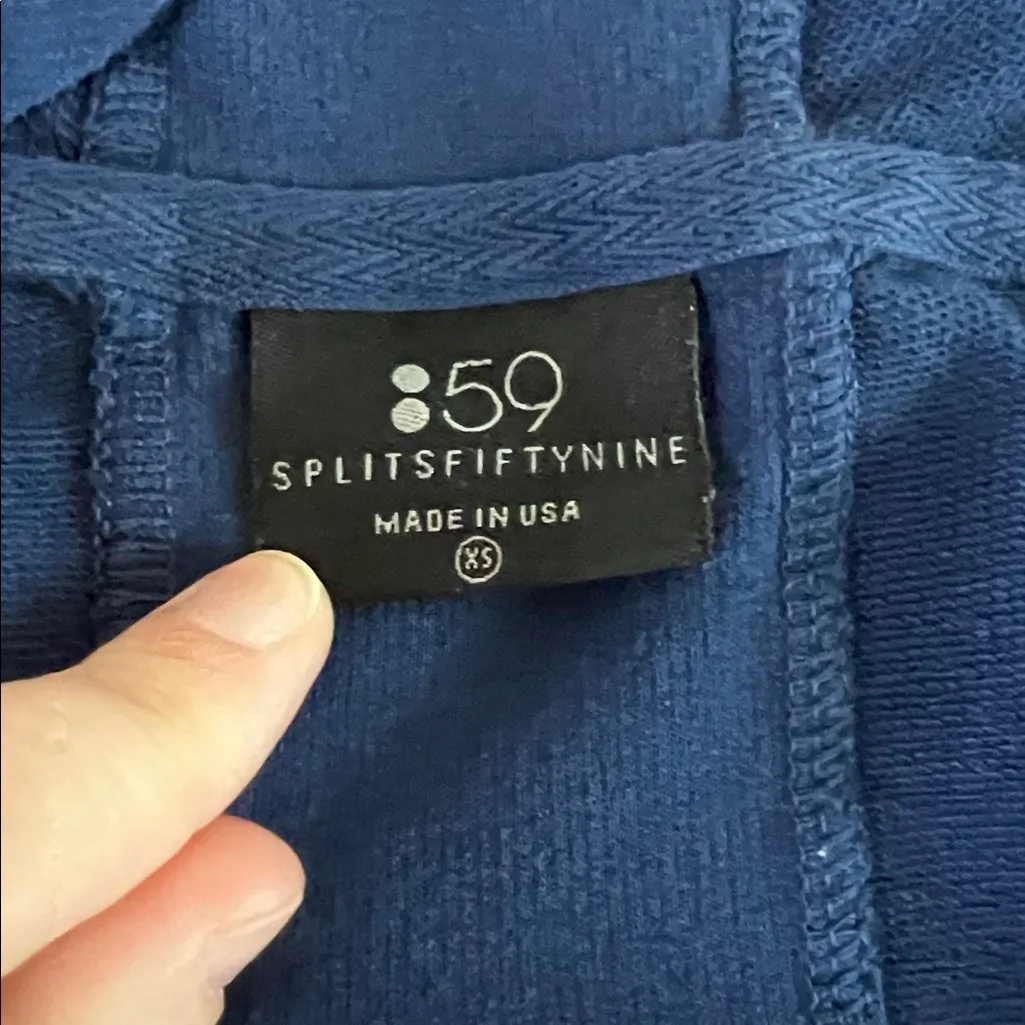 :59
SPLITSFIFTYNINE
MADE IN USA
XS